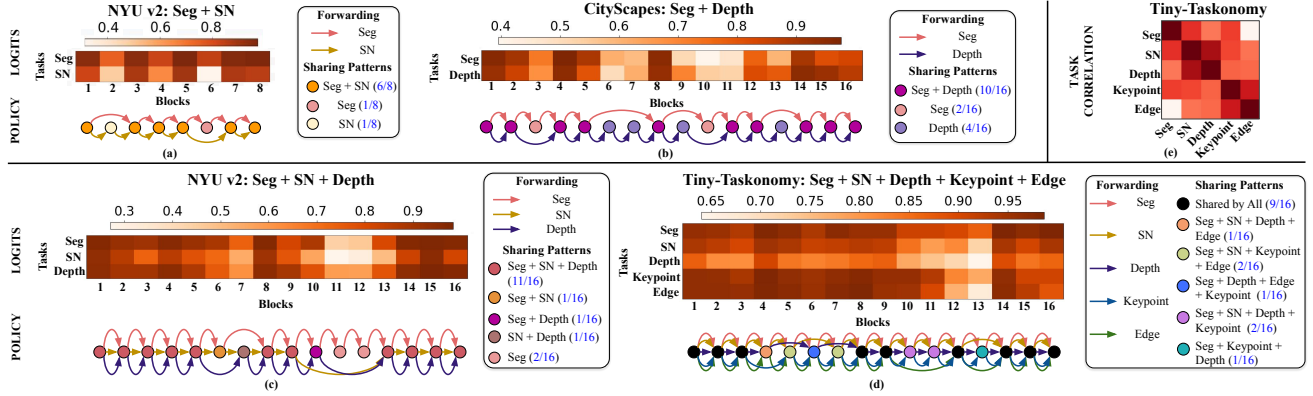 NYU v2: Seg + SN
0.4 0.6 0.8
LOGITS
Tasks
Seg
SN
1 2 3 4 5 6 7 8
Blocks
POLICY
(a)
Forwarding
Seg
SN
Sharing Patterns
Seg + SN (6/8)
Seg (1/8)
SN (1/8)
CityScapes: Seg + Depth
0.4 0.5 0.6 0.7 0.8 0.9
Tasks
Seg
Depth
1 2 3 4 5 6 7 8 9 10 11 12 13 14 15 16
Blocks
(b)
Forwarding
Seg
Depth
Sharing Patterns
Seg + Depth (10/16)
Seg (2/16)
Depth (4/16)
Tiny-Taskonomy
TASK
CORRELATION
Seg
SN
Depth
Keypoint
Edge
Seg
SN
Depth
Keypoint
Edge
(e)
NYU v2: Seg + SN + Depth
0.3 0.4 0.5 0.6 0.7 0.8 0.9
LOGITS
Tasks
Seg
SN
Depth
1 2 3 4 5 6 7 8 9 10 11 12 13 14 15 16
Blocks
POLICY
(c)
Forwarding
Seg
SN
Depth
Sharing Patterns
Seg + SN + Depth
(11/16)
Seg + SN (1/16)
Seg + Depth (1/16)
SN + Depth (1/16)
Seg (2/16)
Tiny-Taskonomy: Seg + SN + Depth + Keypoint + Edge
0.65 0.70 0.75 0.80 0.85 0.90 0.95
Tasks
Seg
SN
Depth
Keypoint
Edge
1 2 3 4 5 6 7 8 9 10 11 12 13 14 15 16
Blocks
(d)
Forwarding
Seg
SN
Depth
Keypoint
Edge
Sharing Patterns
Shared by All (9/16)
Seg + SN + Depth +
Edge (1/16)
Seg + SN + Keypoint
+ Edge (2/16)
Seg + Depth + Edge
+ Keypoint (1/16)
Seg + SN + Depth +
Keypoint (2/16)
Seg + Keypoint +
Depth (1/16)